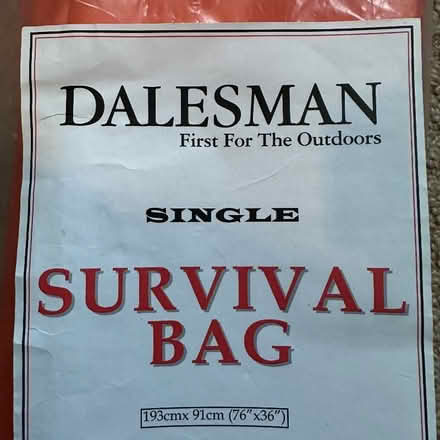 DALESMAN
First For The Outdoors
SINGLE
SURVIVAL
BAG
193cmx 91cm (76"x36")